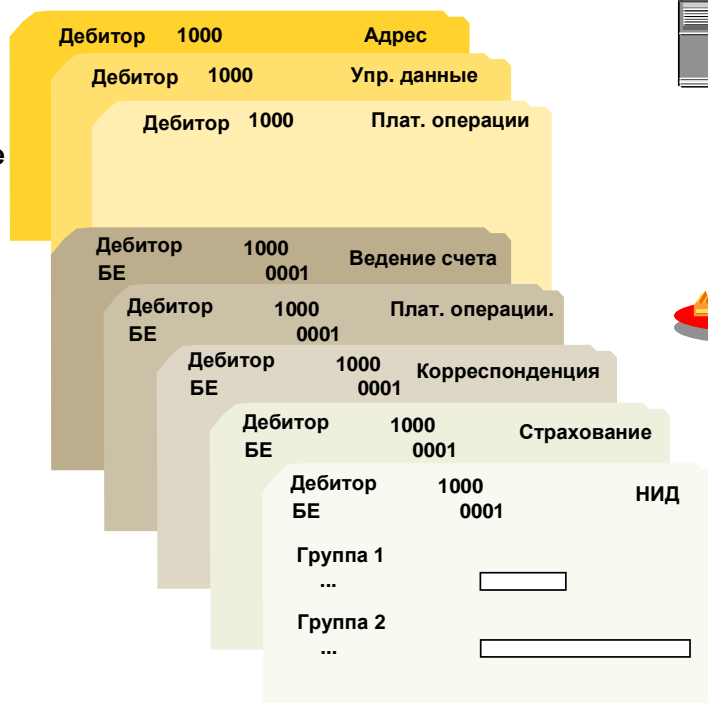 Дебитор 1000 Адрес
Дебитор 1000 Упр. данные
Дебитор 1000 Плат. операции
е
Дебитор 1000 Ведение счета
БЕ 0001
Дебитор 1000 Плат. операции.
БЕ 0001
Дебитор 1000 Корреспонденция
БЕ 0001
Дебитор 1000 Страхование
БЕ 0001
Дебитор 1000 НИД
БЕ 0001
Группа 1
...
Группа 2
...